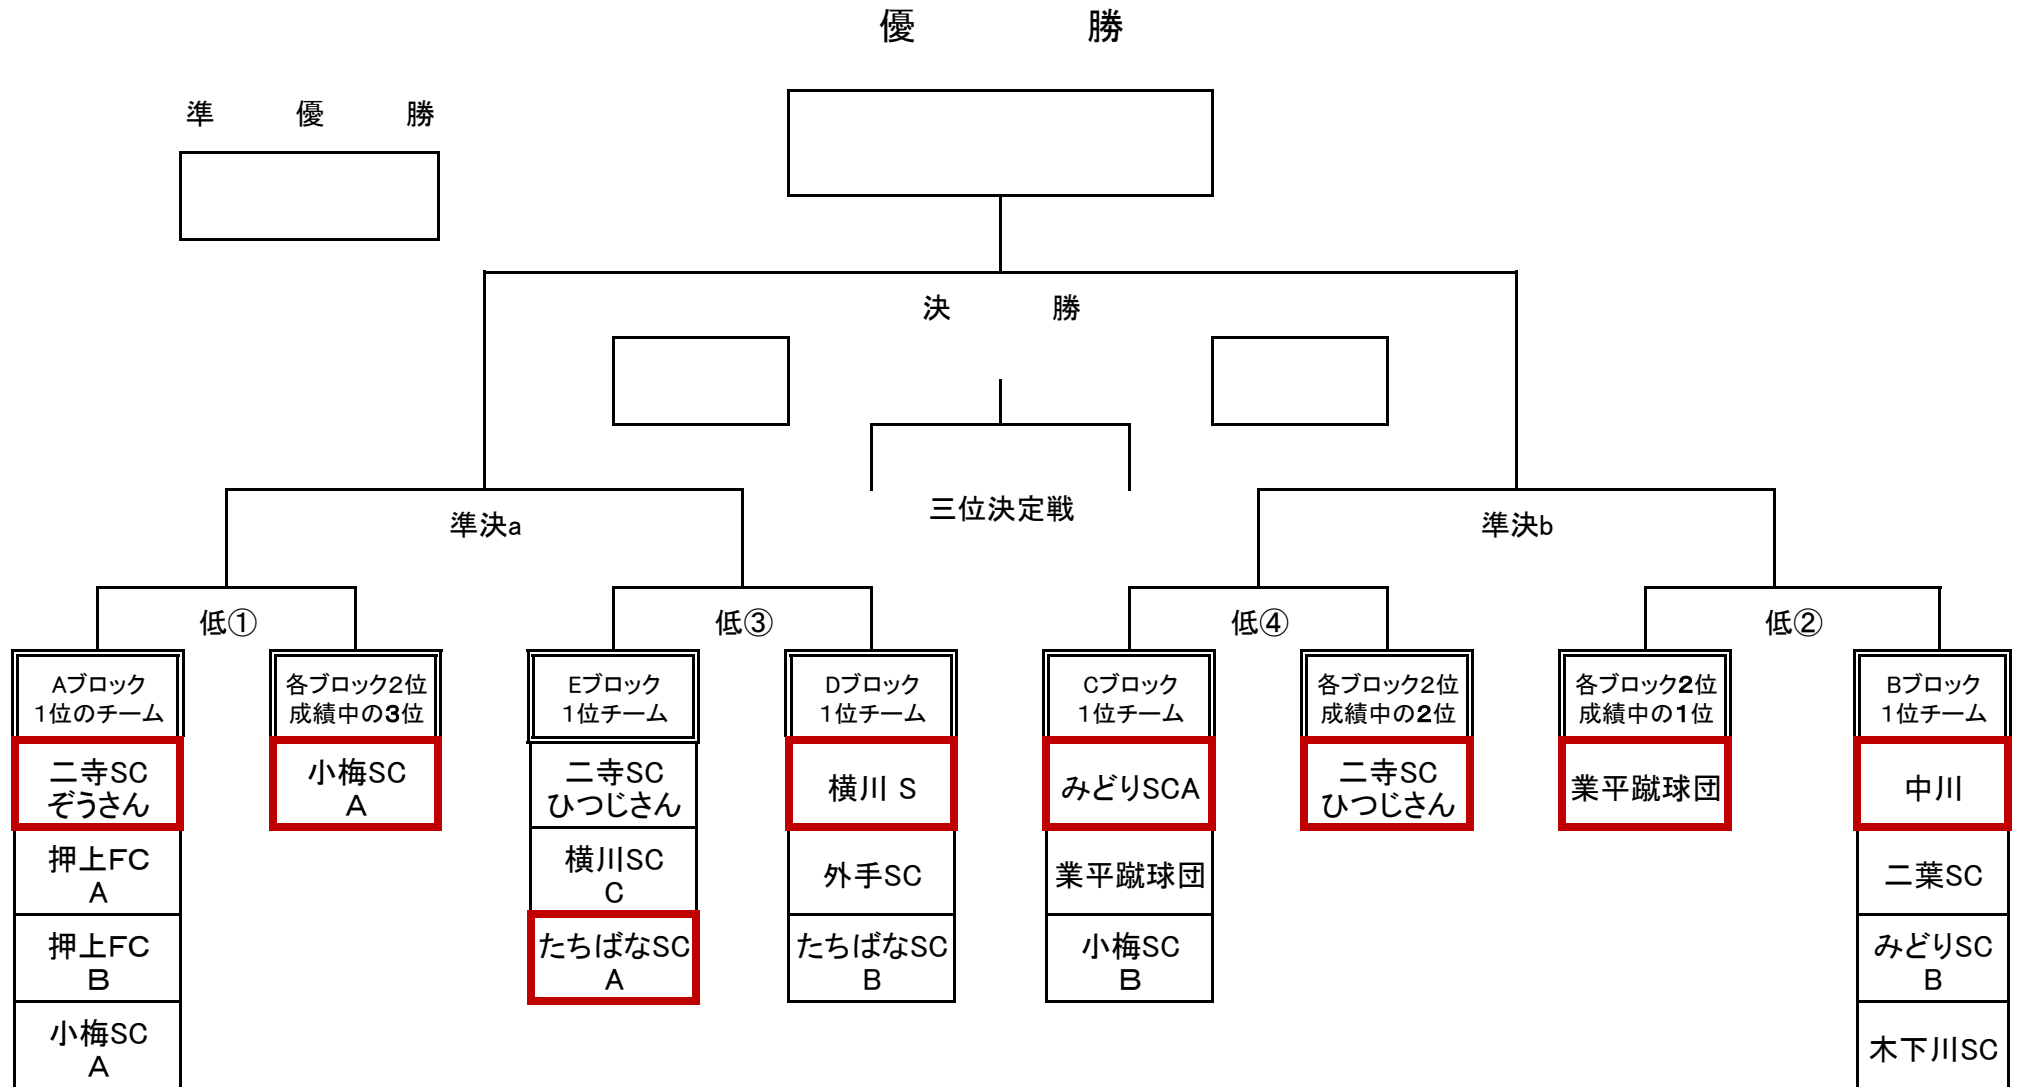 優勝
準優勝
決勝
三位決定戦
準決a
準決b
低①
低③
低④
低②
Aブロック
1位のチーム
各ブロック2位
成績中の3位
Eブロック
1位チーム
Dブロック
1位チーム
Cブロック
1位チーム
各ブロック2位
成績中の2位
各ブロック2位
成績中の1位
Bブロック
1位チーム
二寺SC
ぞうさん
小梅SC
A
二寺SC
ひつじさん
横川 S
みどりSCA
二寺SC
ひつじさん
業平蹴球団
中川
押上FC
A
横川SC
C
外手SC
業平蹴球団
二葉SC
押上FC
B
たちばなSC
A
たちばなSC
B
小梅SC
B
みどりSC
B
小梅SC
A
木下川SC